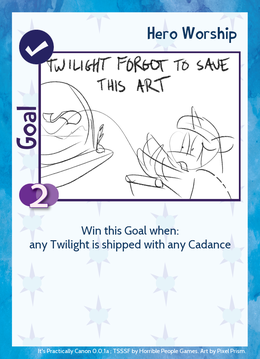 Hero Worship
TWILIGHT FORGOT TO SAVE
THIS ART
Goal
2
Win this Goal when:
any Twilight is shipped with any Cadance
It's Practically Canon 0.0.1a ; TSSSF by Horrible People Games. Art by Pixel Prism.